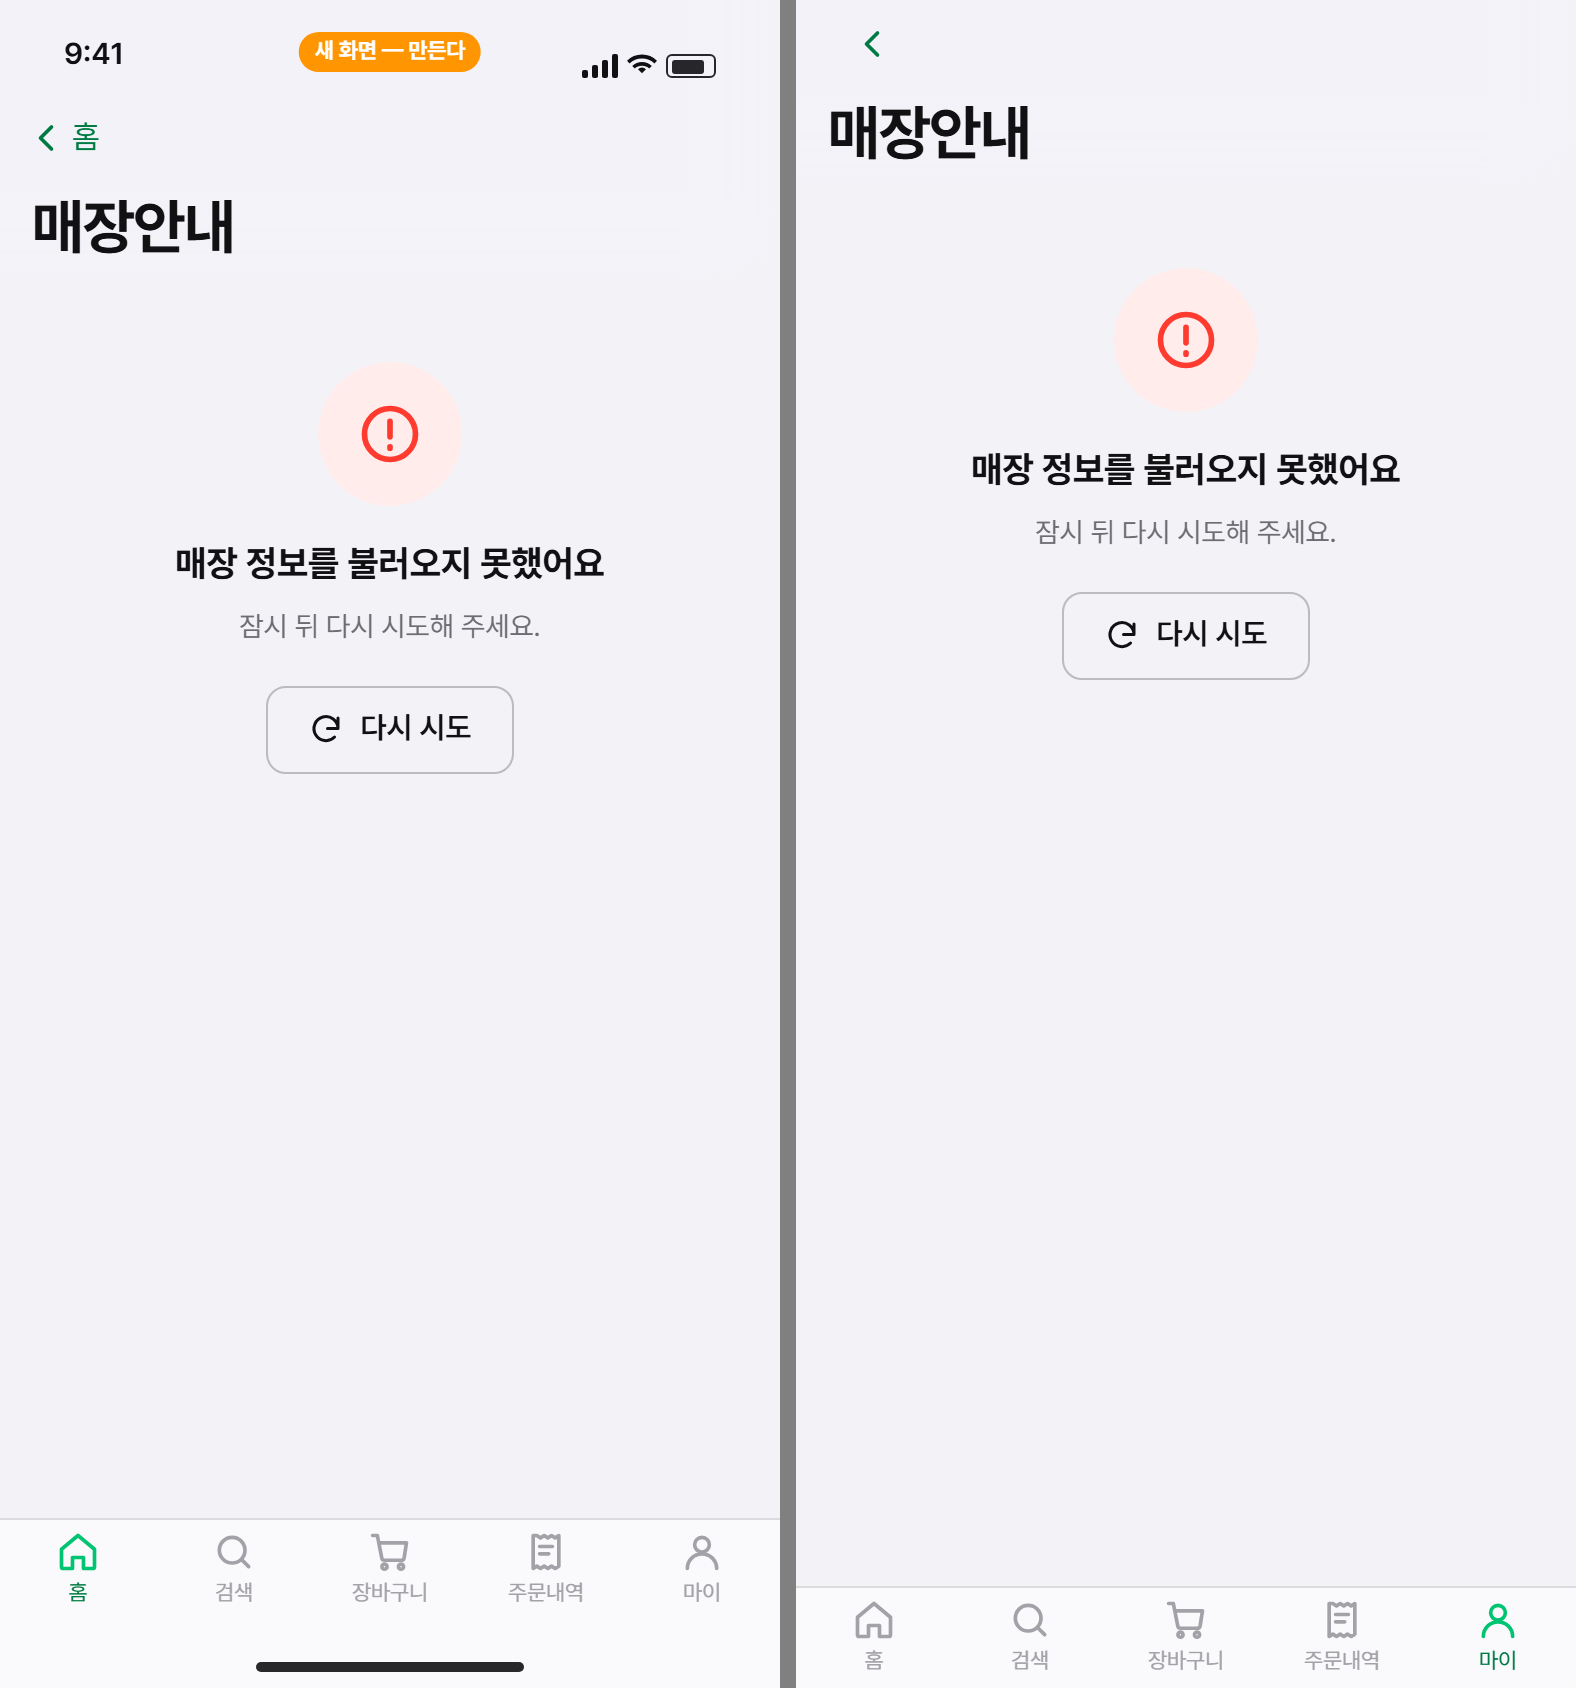 9:41
새 화면 — 만든다
홈
매장안내
매장 정보를 불러오지 못했어요
잠시 뒤 다시 시도해 주세요.
다시 시도
홈
검색
장바구니
주문내역
마이
매장안내
매장 정보를 불러오지 못했어요
잠시 뒤 다시 시도해 주세요.
다시 시도
홈
검색
장바구니
주문내역
마이